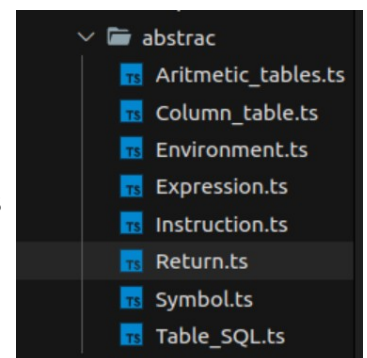 abstrac
TS Aritmetic_tables.ts
TS Column_table.ts
TS Environment.ts
TS Expression.ts
TS Instruction.ts
TS Return.ts
TS Symbol.ts
TS Table_SQL.ts